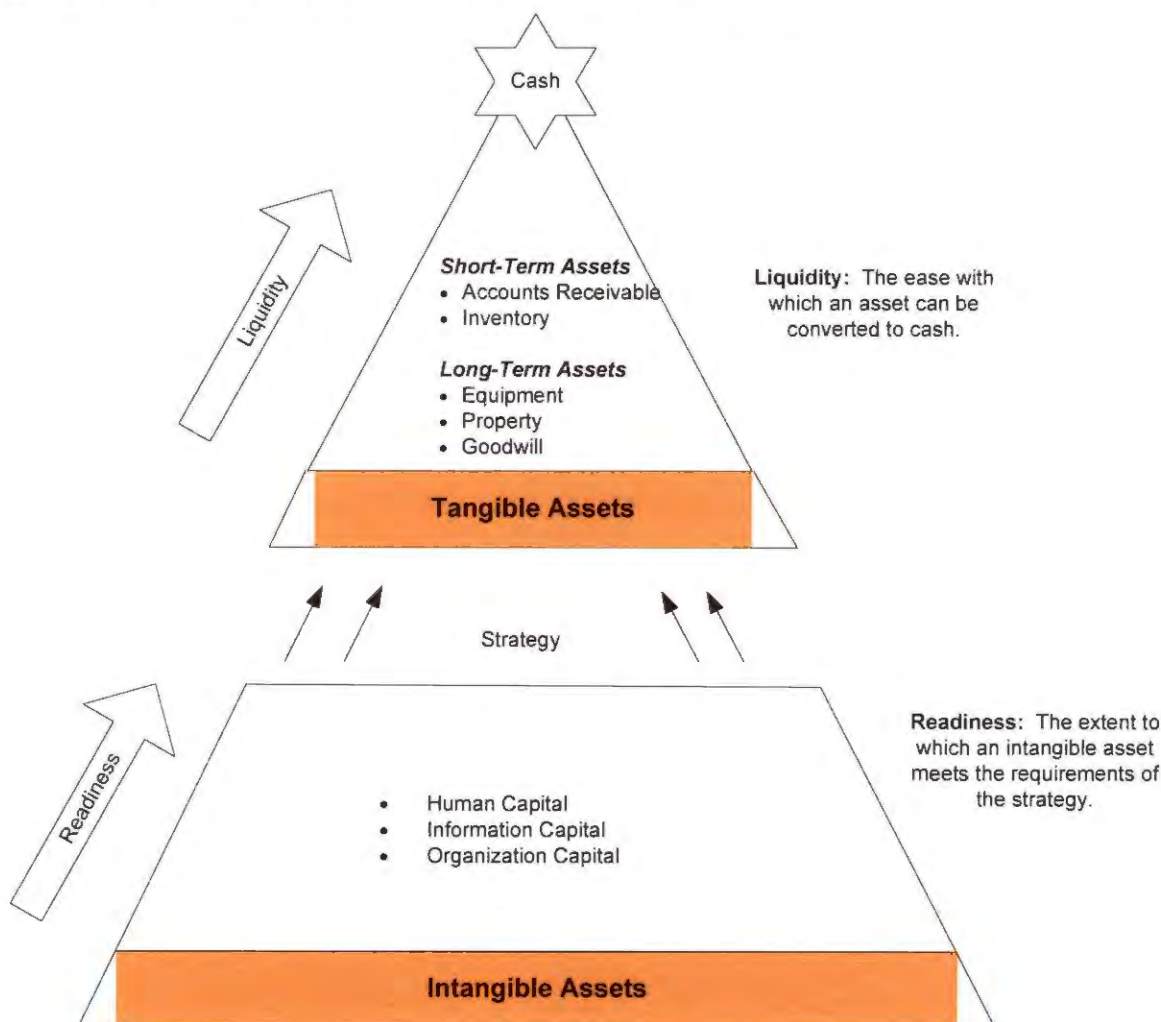 Cash
Short-Term Assets
• Accounts Receivable
• Inventory
Liquidity
Liquidity: The ease with
which an asset can be
converted to cash.
Long-Term Assets
• Equipment
• Property
• Goodwill
Tangible Assets
Strategy
Readiness
Readiness: The extent to
which an intangible asset
meets the requirements of
the strategy.
• Human Capital
• Information Capital
• Organization Capital
Intangible Assets